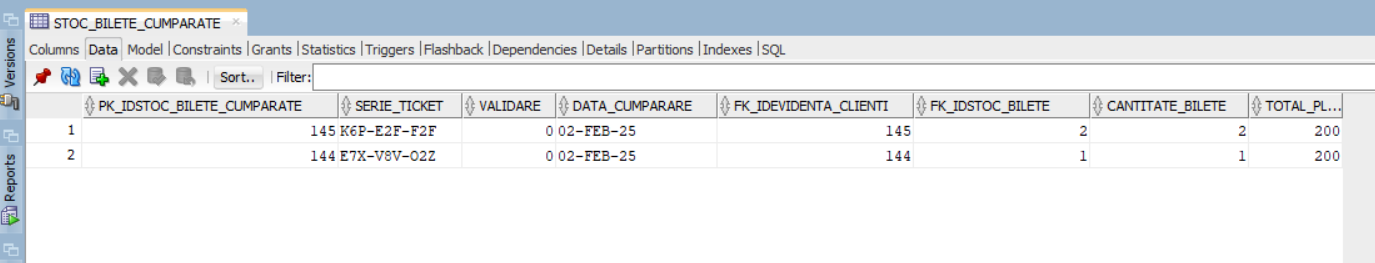 STOC_BILETE_CUMPARATE ×
Columns Data Model Constraints Grants Statistics Triggers Flashback Dependencies Details Partitions Indexes SQL
Versions
Sort.. Filter:
PK_IDSTOC_BILETE_CUMPARATE SERIE_TICKET VALIDARE DATA_CUMPARARE FK_IDEVIDENTA_CLIENTI FK_IDSTOC_BILETE CANTITATE_BILETE TOTAL_PL...
1 145 K6P-E2F-F2F 0 02-FEB-25 145 2 2 200
2 144 E7X-V8V-O2Z 0 02-FEB-25 144 1 1 200
Reports